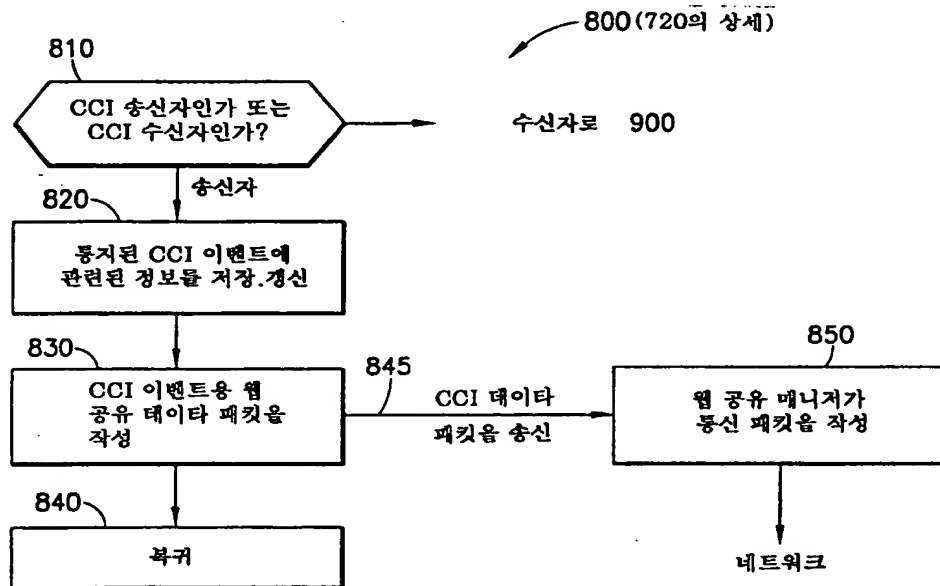 800(720의 상세)
810
CCI 송신자인가 또는
CCI 수신자인가?
수신자로 900
송신자
820
통지된 CCI 이벤트에
관련된 정보들 저장.갱신
830
CCI 이벤트용 웹
공유 데이타 패킷을
작성
845
CCI 데이타
패킷을 송신
850
웹 공유 매니저가
통신 패킷을 작성
840
복귀
네트워크